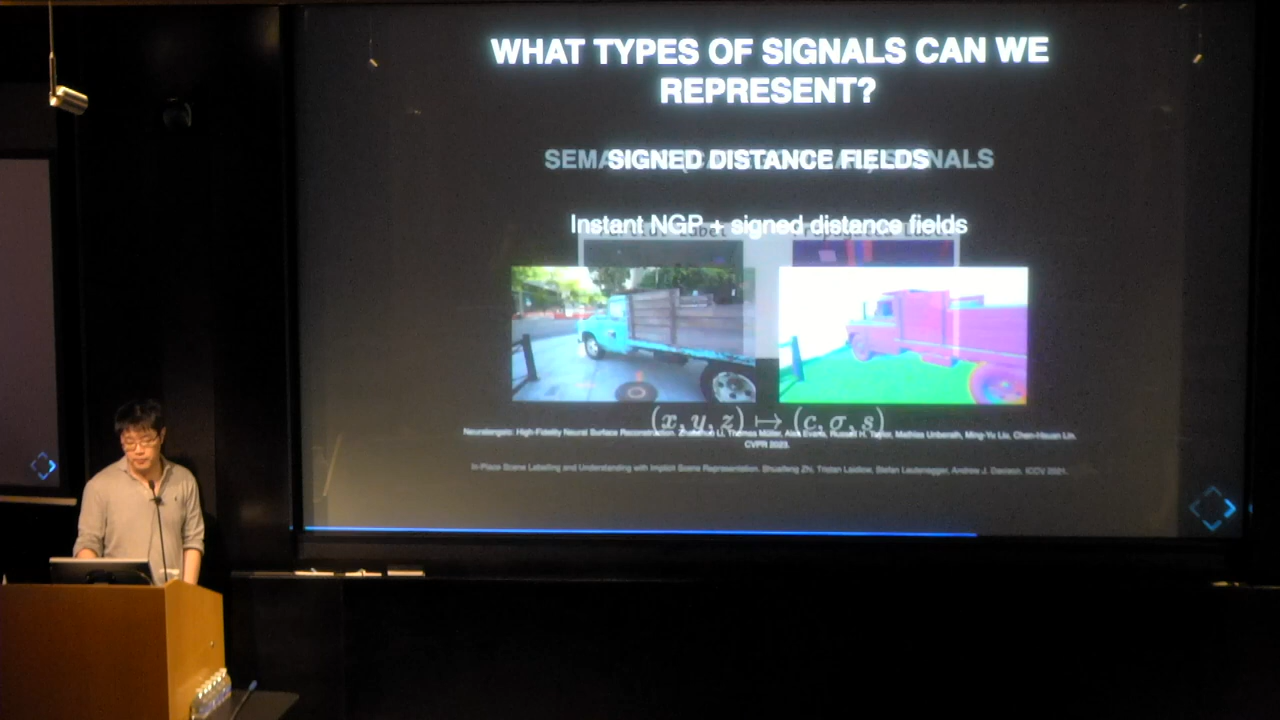 WHAT TYPES OF SIGNALS CAN WE
REPRESENT?
SIGNED DISTANCE FIELDS
SIGNALS
Instant NGP + signed distance fields
(x, y, z) ↦ (c, σ, s)
Neuralangelo: High-Fidelity Neural Surface Reconstruction. Zhaoshuo Li, Thomas Müller, Alex Evans, Russell H. Taylor, Mathias Unberath, Ming-Yu Liu, Chen-Hsuan Lin.
CVPR 2023.
In-Place Scene Labelling and Understanding with Implicit Scene Representation. Shuaifeng Zhi, Tristan Laidlow, Stefan Leutenegger, Andrew J. Davison. ICCV 2021.